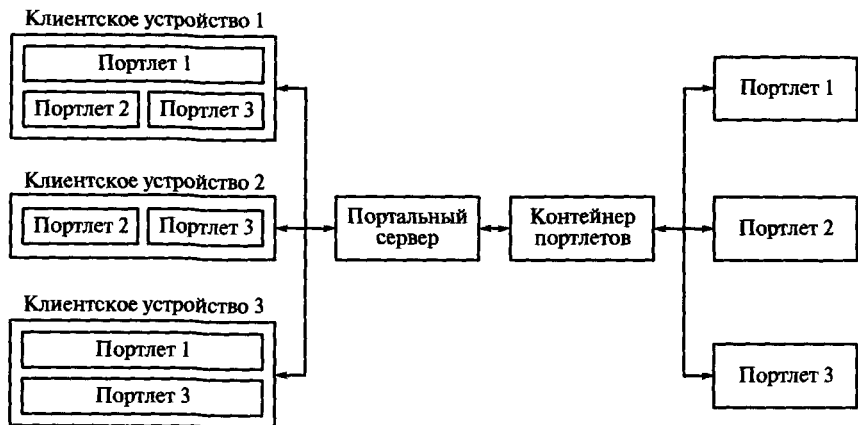 Клиентское устройство 1
Портлет 1
Портлет 2
Портлет 3
Клиентское устройство 2
Портлет 2
Портлет 3
Клиентское устройство 3
Портлет 1
Портлет 3
Портальный
сервер
Контейнер
портлетов
Портлет 1
Портлет 2
Портлет 3